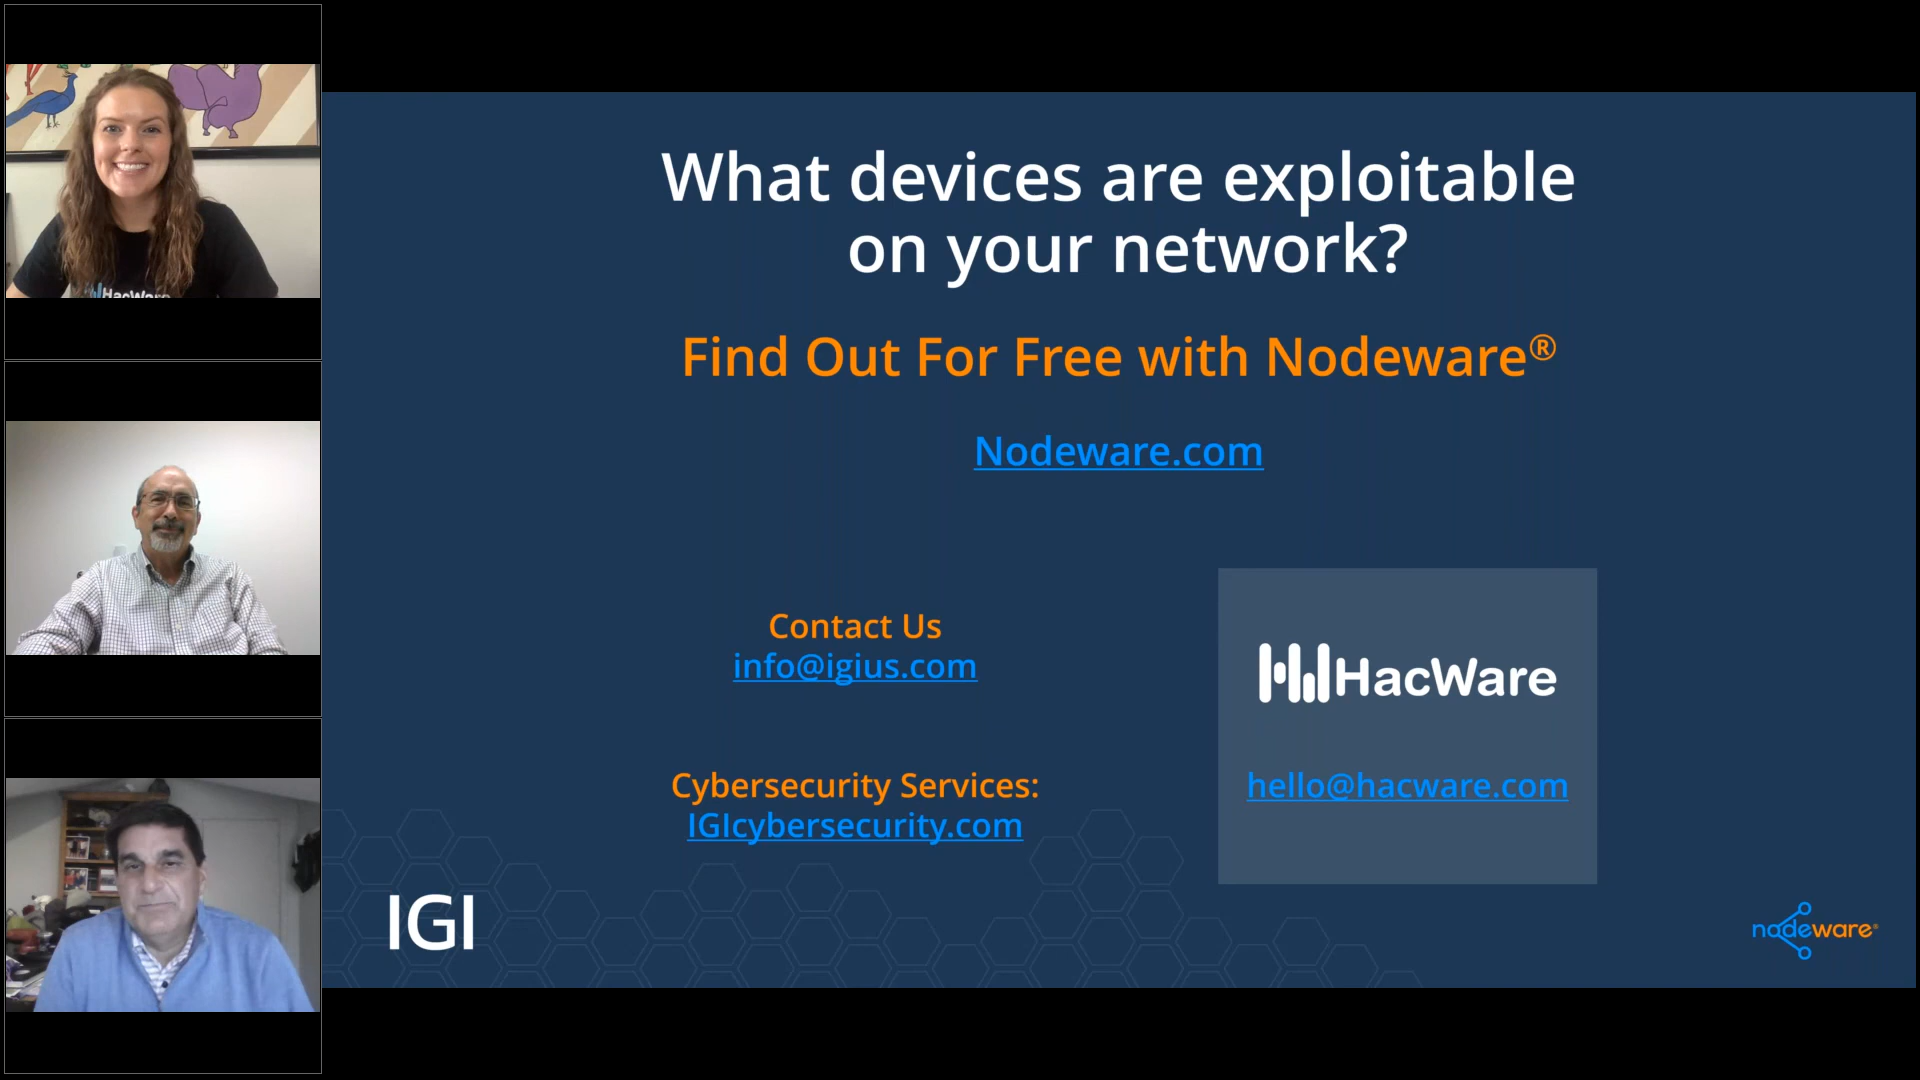 HacWare
What devices are exploitable
on your network?
Find Out For Free with Nodeware®
Nodeware.com
Contact Us
info@igius.com
Cybersecurity Services:
IGIcybersecurity.com
HacWare
hello@hacware.com
IGI
nodeware®